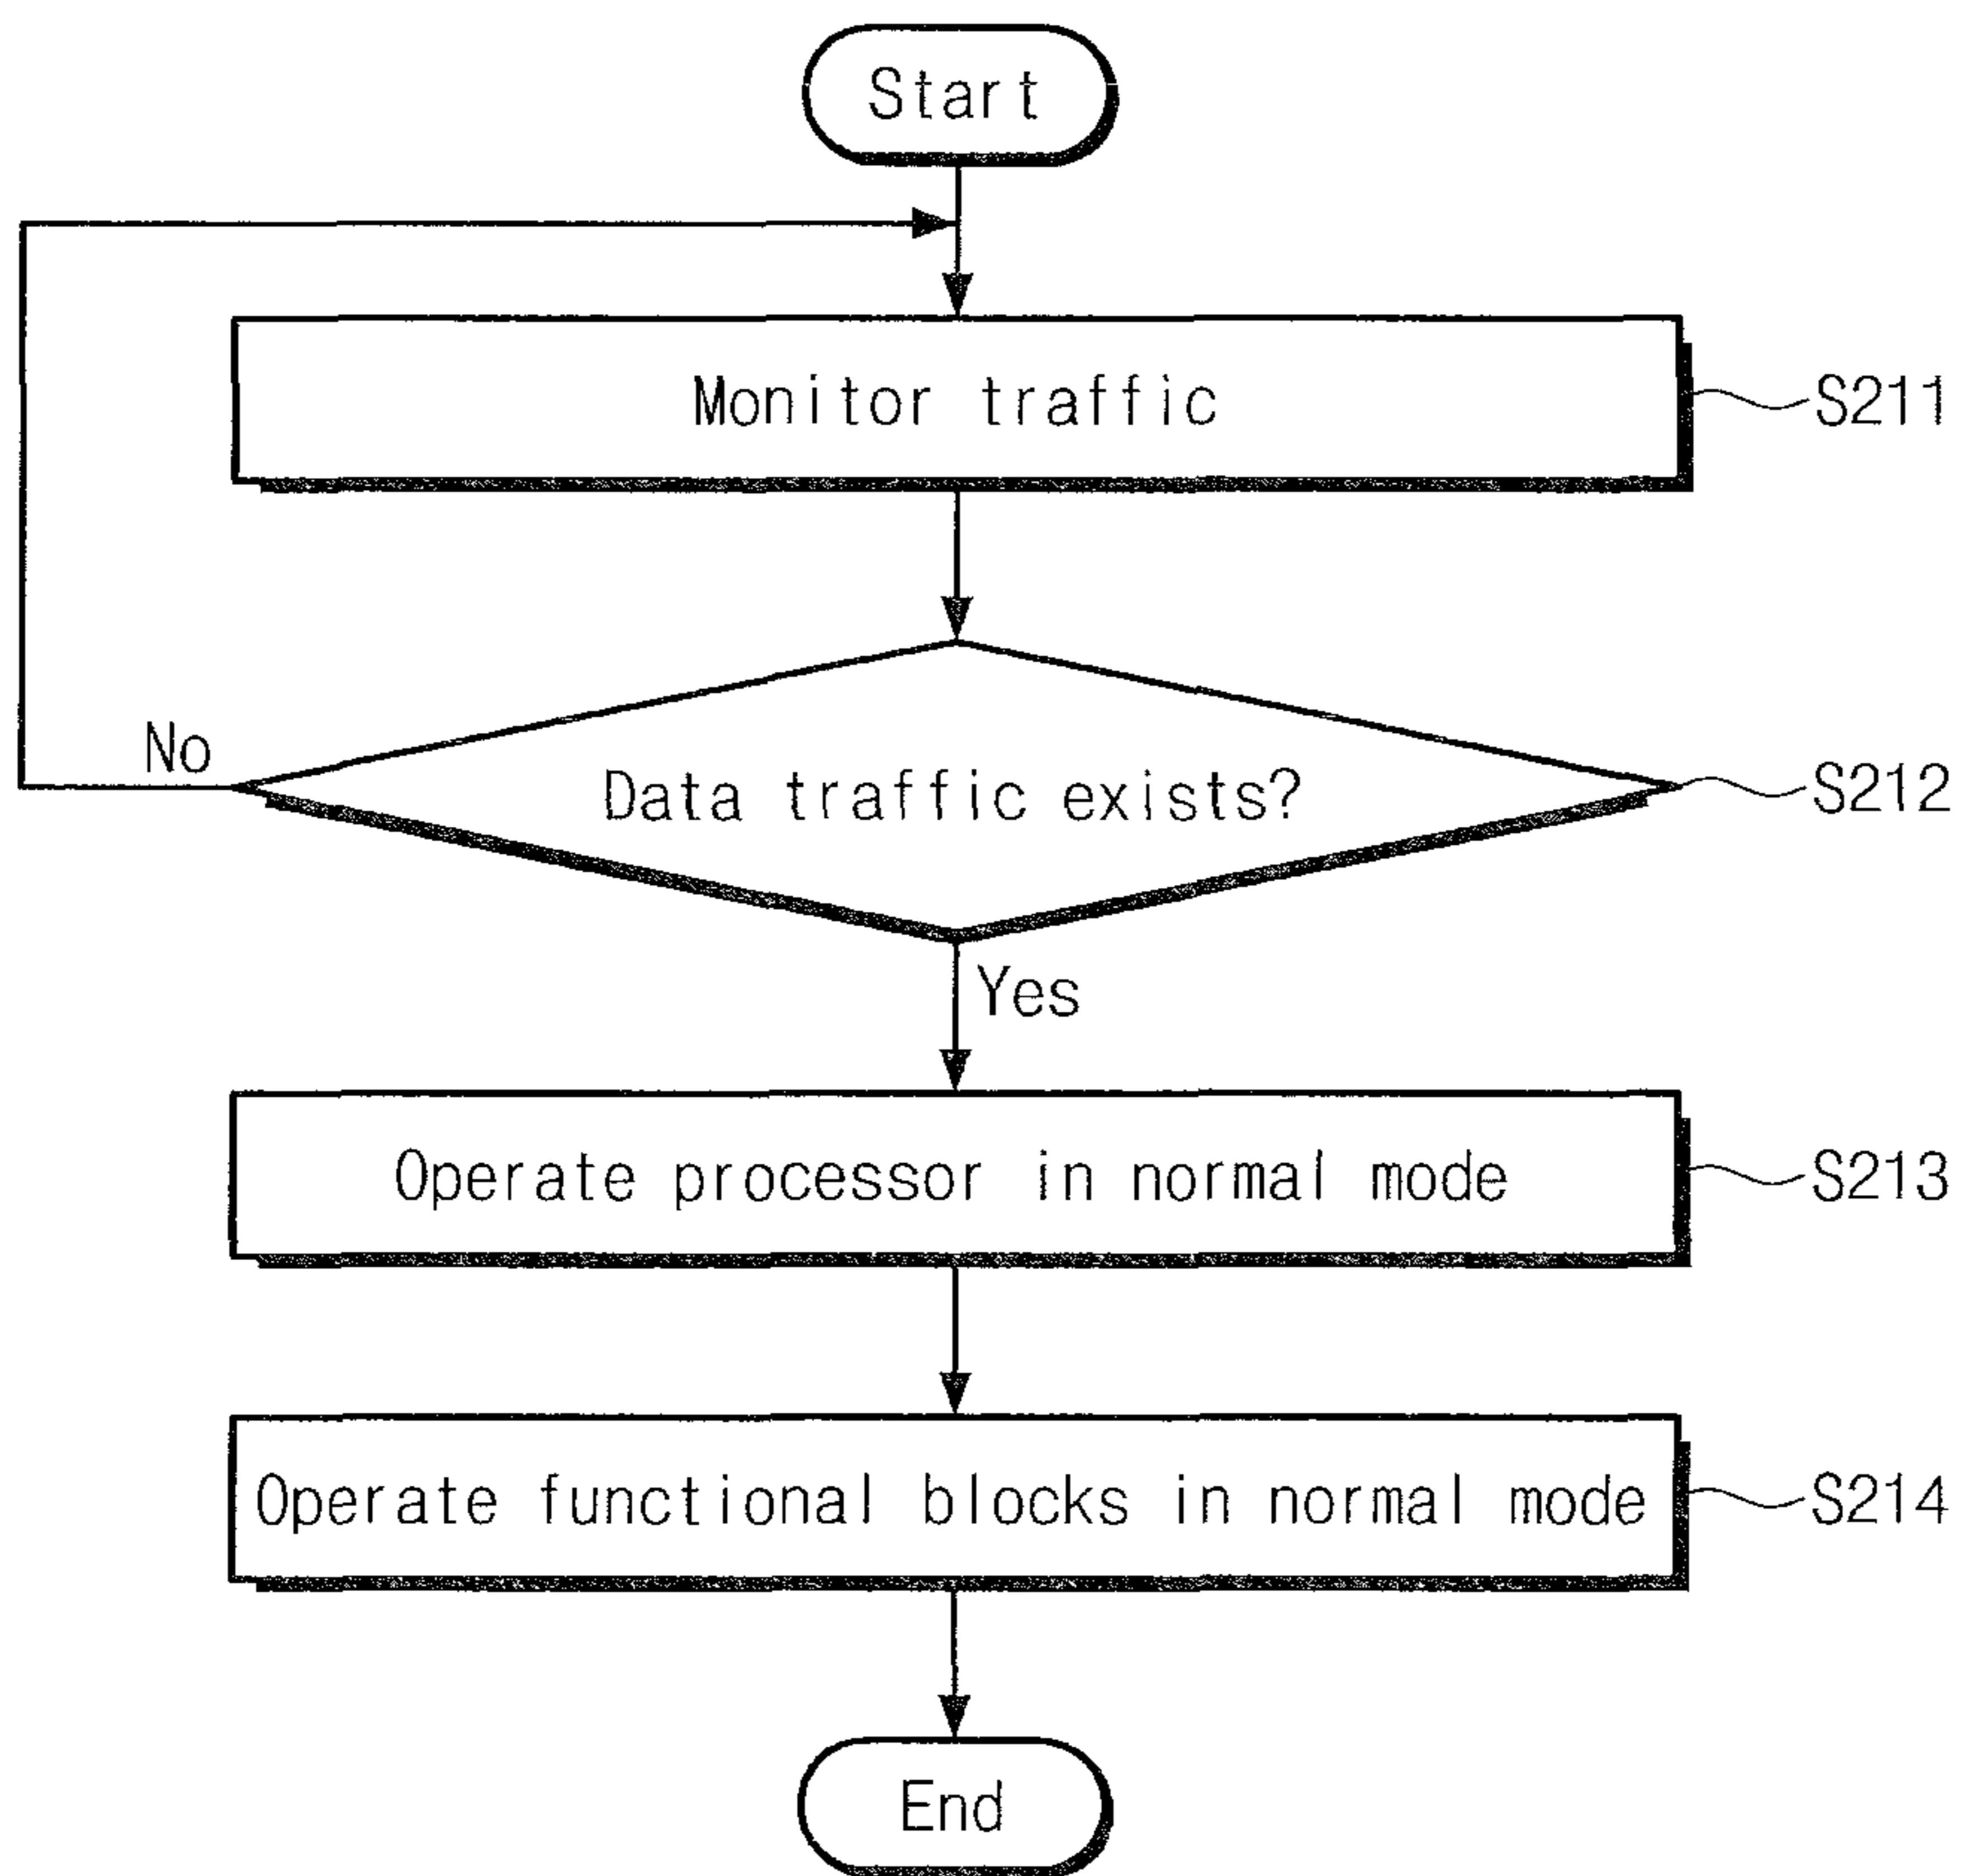 Start
Monitor traffic
S211
No
Data traffic exists?
S212
Yes
Operate processor in normal mode
S213
Operate functional blocks in normal mode
S214
End